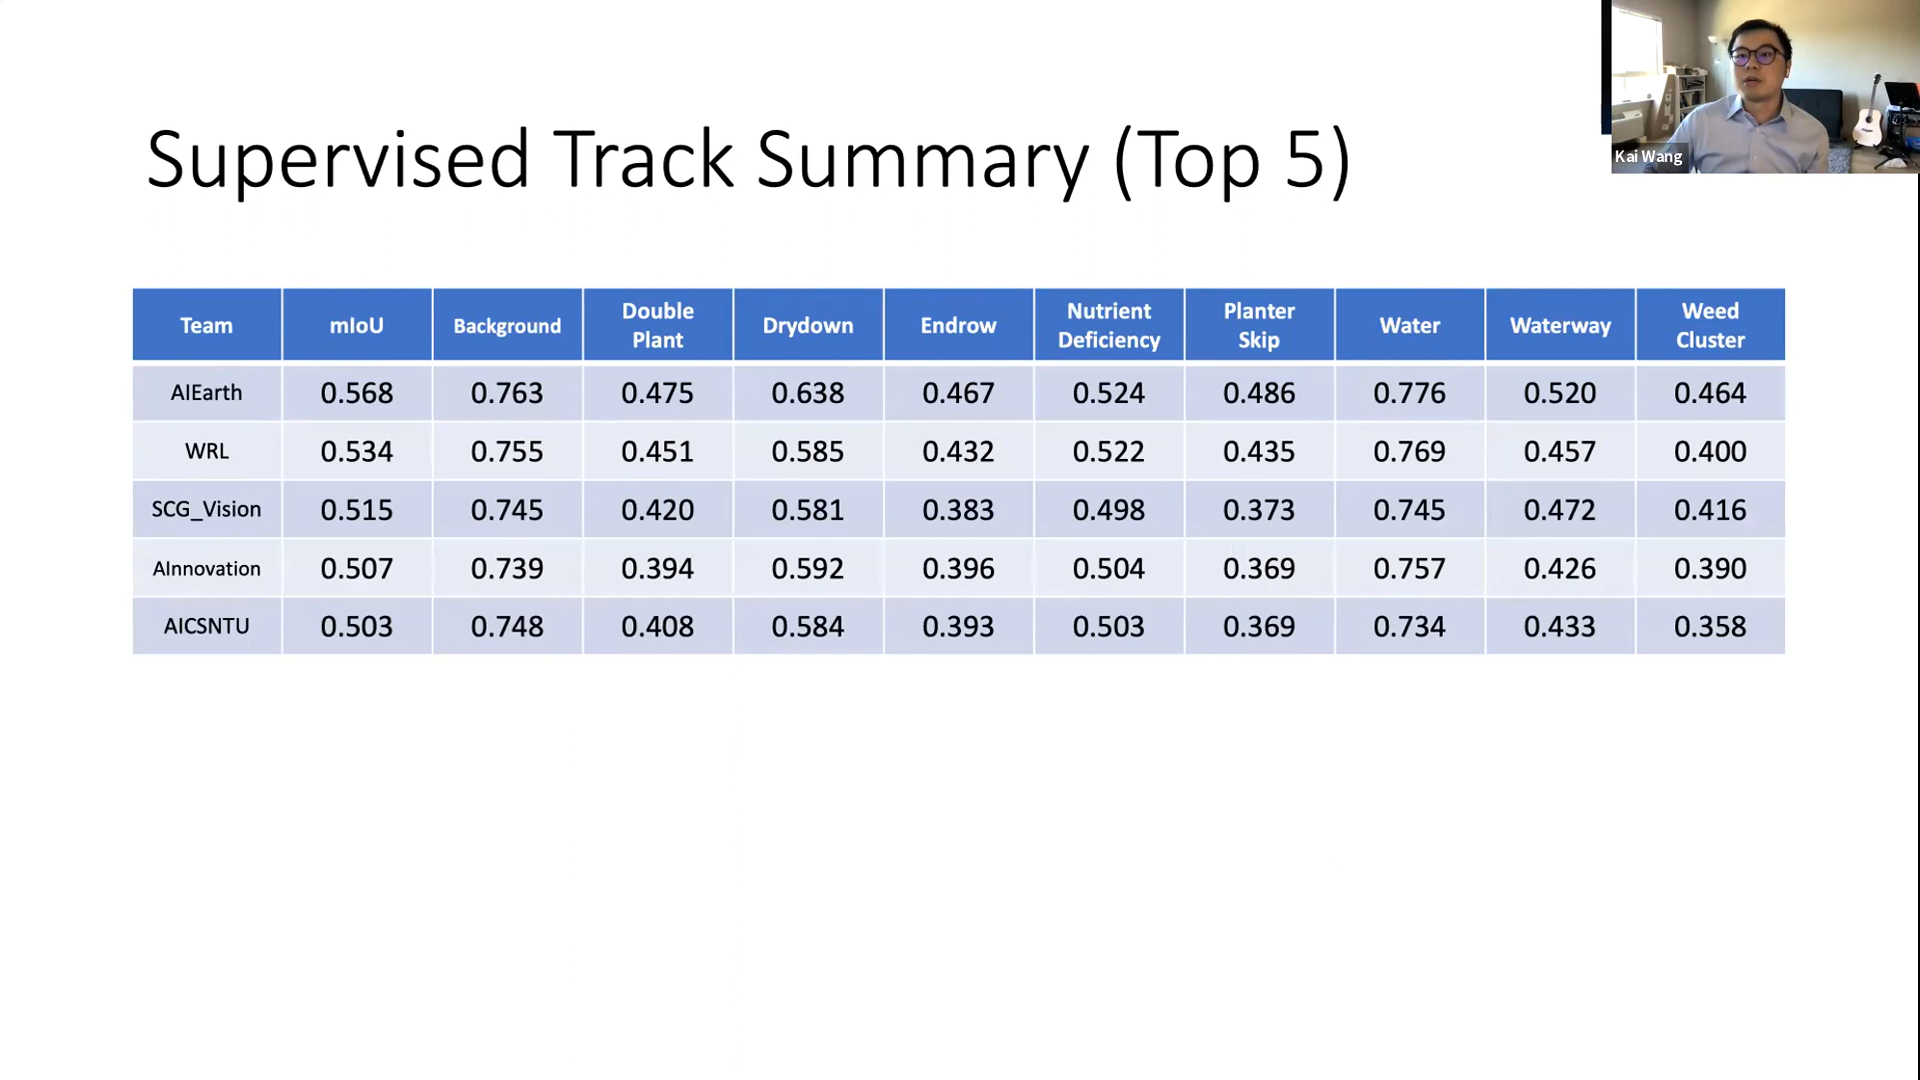 Supervised Track Summary (Top 5)
Kai Wang
Team mIoU Background Double Plant Drydown Endrow Nutrient Deficiency Planter Skip Water Waterway Weed Cluster
AIEarth 0.568 0.763 0.475 0.638 0.467 0.524 0.486 0.776 0.520 0.464
WRL 0.534 0.755 0.451 0.585 0.432 0.522 0.435 0.769 0.457 0.400
SCG_Vision 0.515 0.745 0.420 0.581 0.383 0.498 0.373 0.745 0.472 0.416
AInnovation 0.507 0.739 0.394 0.592 0.396 0.504 0.369 0.757 0.426 0.390
AICSNTU 0.503 0.748 0.408 0.584 0.393 0.503 0.369 0.734 0.433 0.358